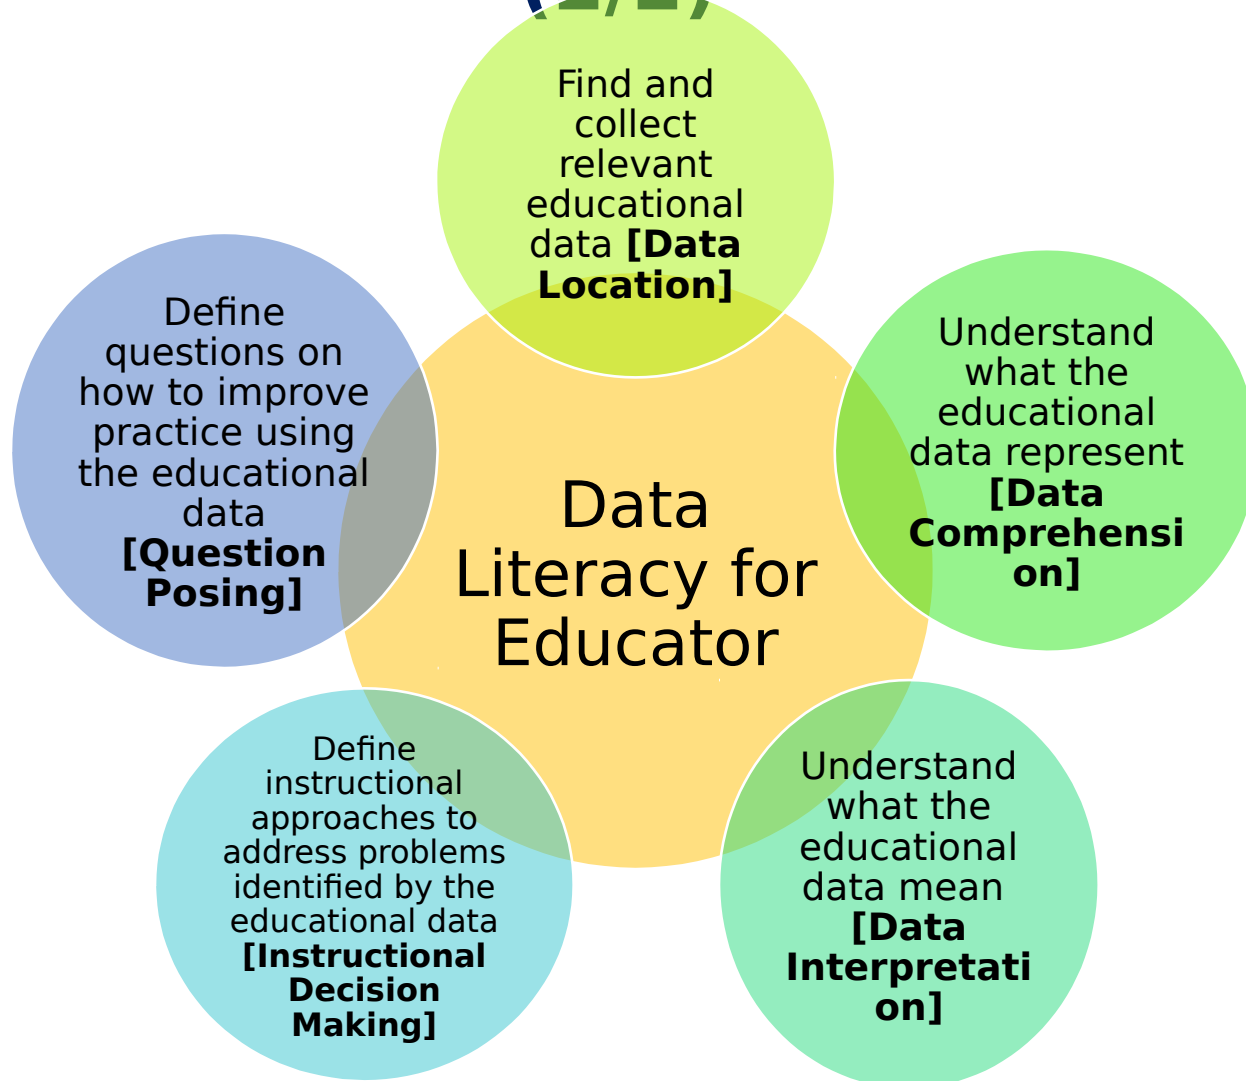 Find and
collect
relevant
educational
data [Data
Location]
Understand
what the
educational
data represent
[Data
Comprehensi
on]
Understand
what the
educational
data mean
[Data
Interpretati
on]
Define
instructional
approaches to
address problems
identified by the
educational data
[Instructional
Decision
Making]
Define
questions on
how to improve
practice using
the educational
data
[Question
Posing]
Data
Literacy for
Educator